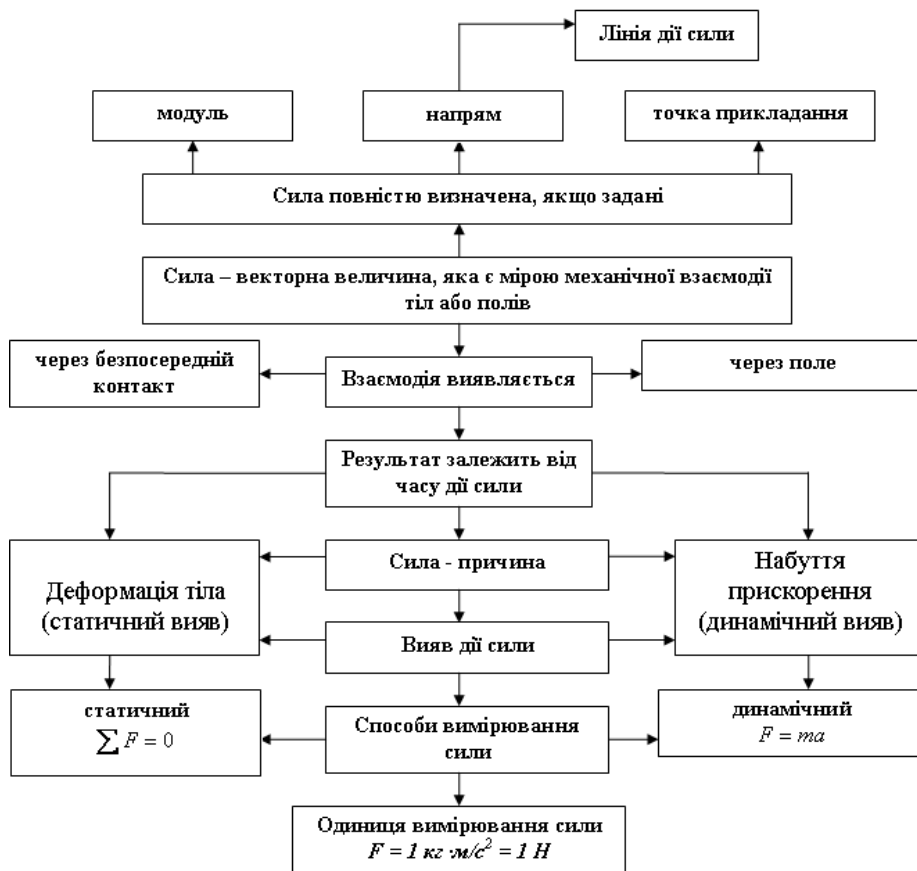 Лінія дії сили
модуль
напрям
точка прикладання
Сила повністю визначена, якщо задані
Сила – векторна величина, яка є мірою механічної взаємодії
тіл або полів
через безпосередній
контакт
Взаємодія виявляється
через поле
Результат залежить від
часу дії сили
Деформація тіла
(статичний вияв)
Сила - причина
Набуття
прискорення
(динамічний вияв)
Вияв дії сили
статичний
∑ F = 0
Способи вимірювання
сили
динамічний
F = ma
Одиниця вимірювання сили
F = 1 кг ·м/с² = 1 Н